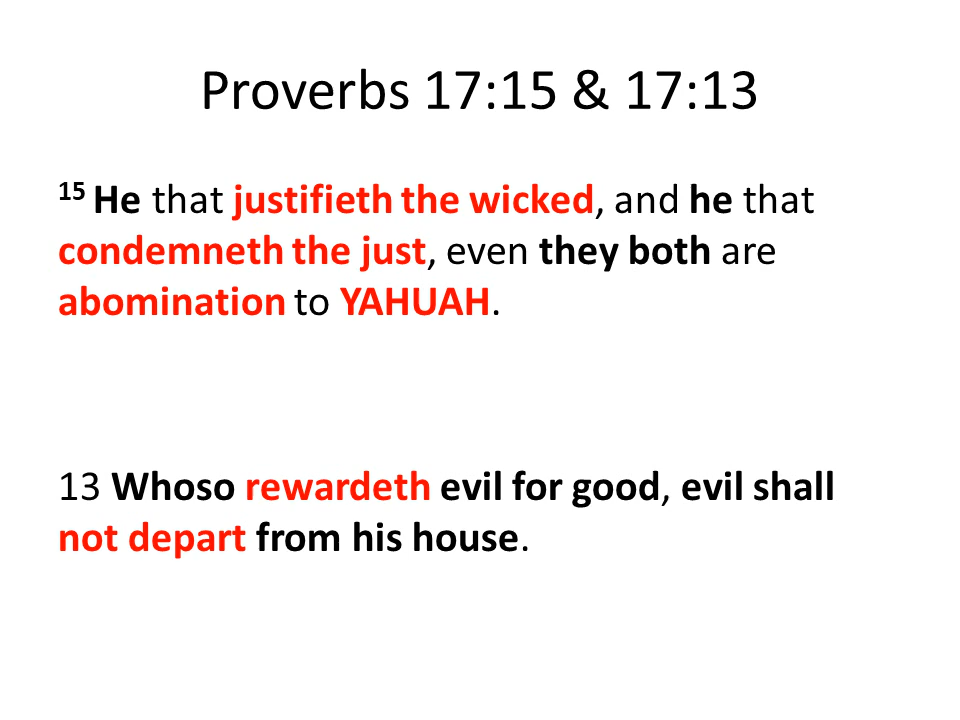 Proverbs 17:15 & 17:13
15 He that justifieth the wicked, and he that
condemneth the just, even they both are
abomination to YAHUAH.
13 Whoso rewardeth evil for good, evil shall
not depart from his house.